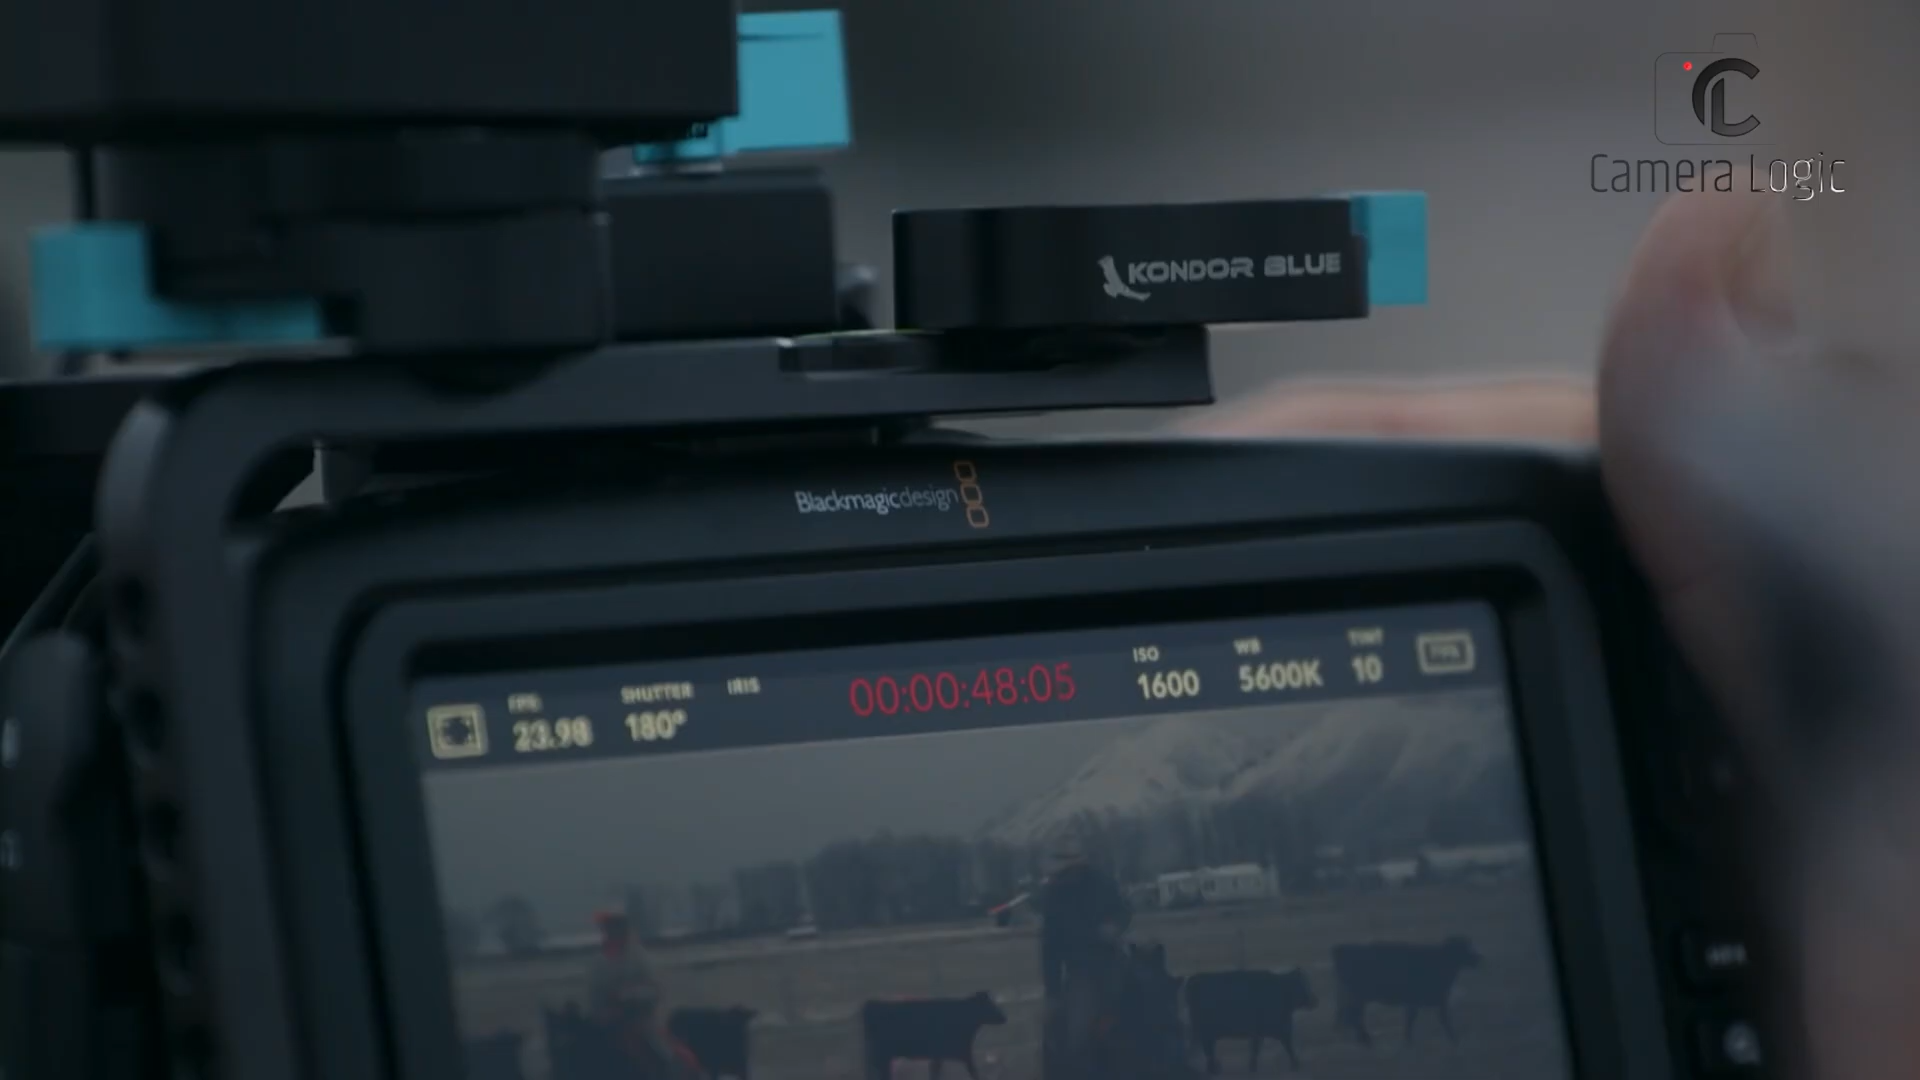 Camera Logic
KONDOR BLUE
Blackmagicdesign
FPS SHUTTER IRIS ISO WB TINT
23.98 180° 00:00:48:05 1600 5600K 10